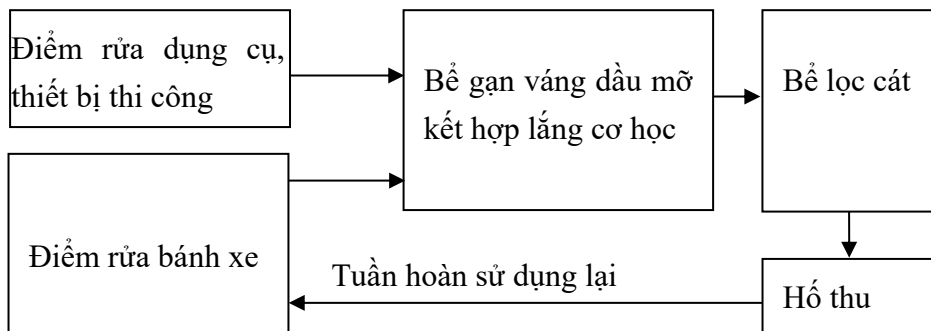 Điểm rửa dụng cụ,
thiết bị thi công
Bể gạn váng dầu mỡ
kết hợp lắng cơ học
Bể lọc cát
Điểm rửa bánh xe
Tuần hoàn sử dụng lại
Hố thu